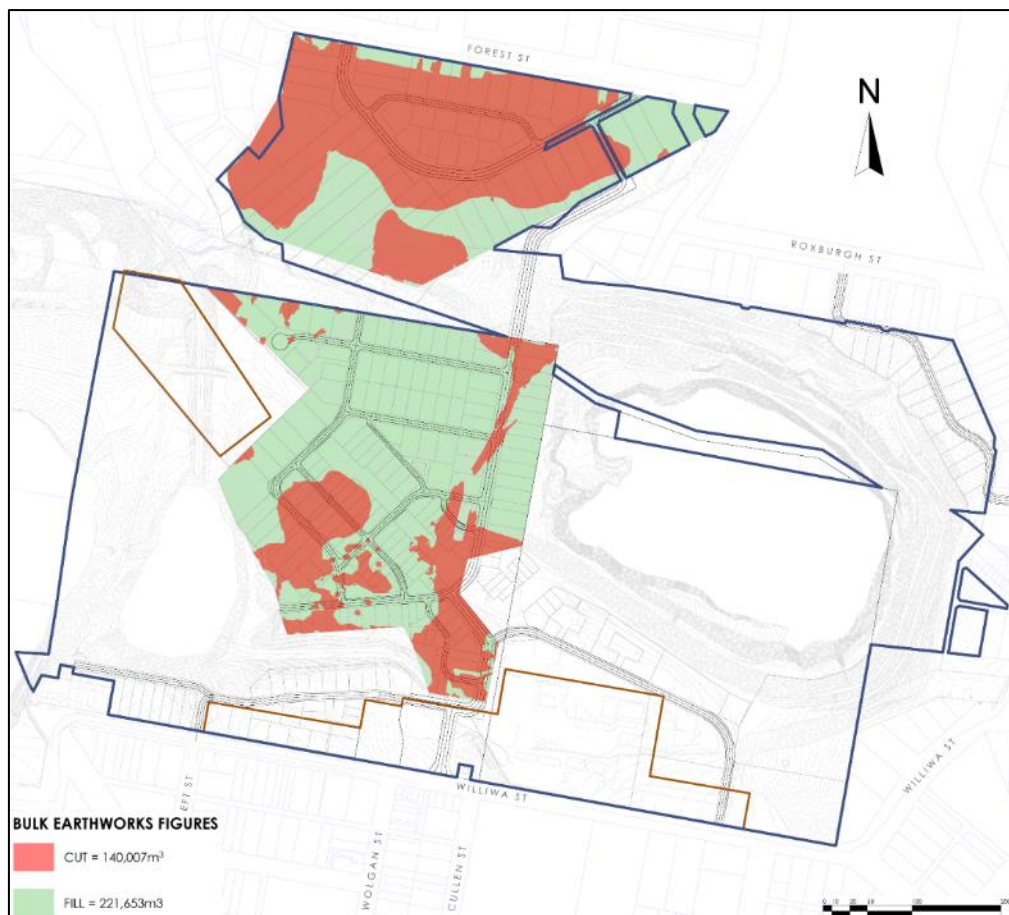 FOREST ST
N
ROXBURGH ST
WILLIWA ST
WILLIWA ST
EFT ST
WOLGAN ST
CULLEN ST
BULK EARTHWORKS FIGURES
CUT = 140,007m³
FILL = 221,653m3